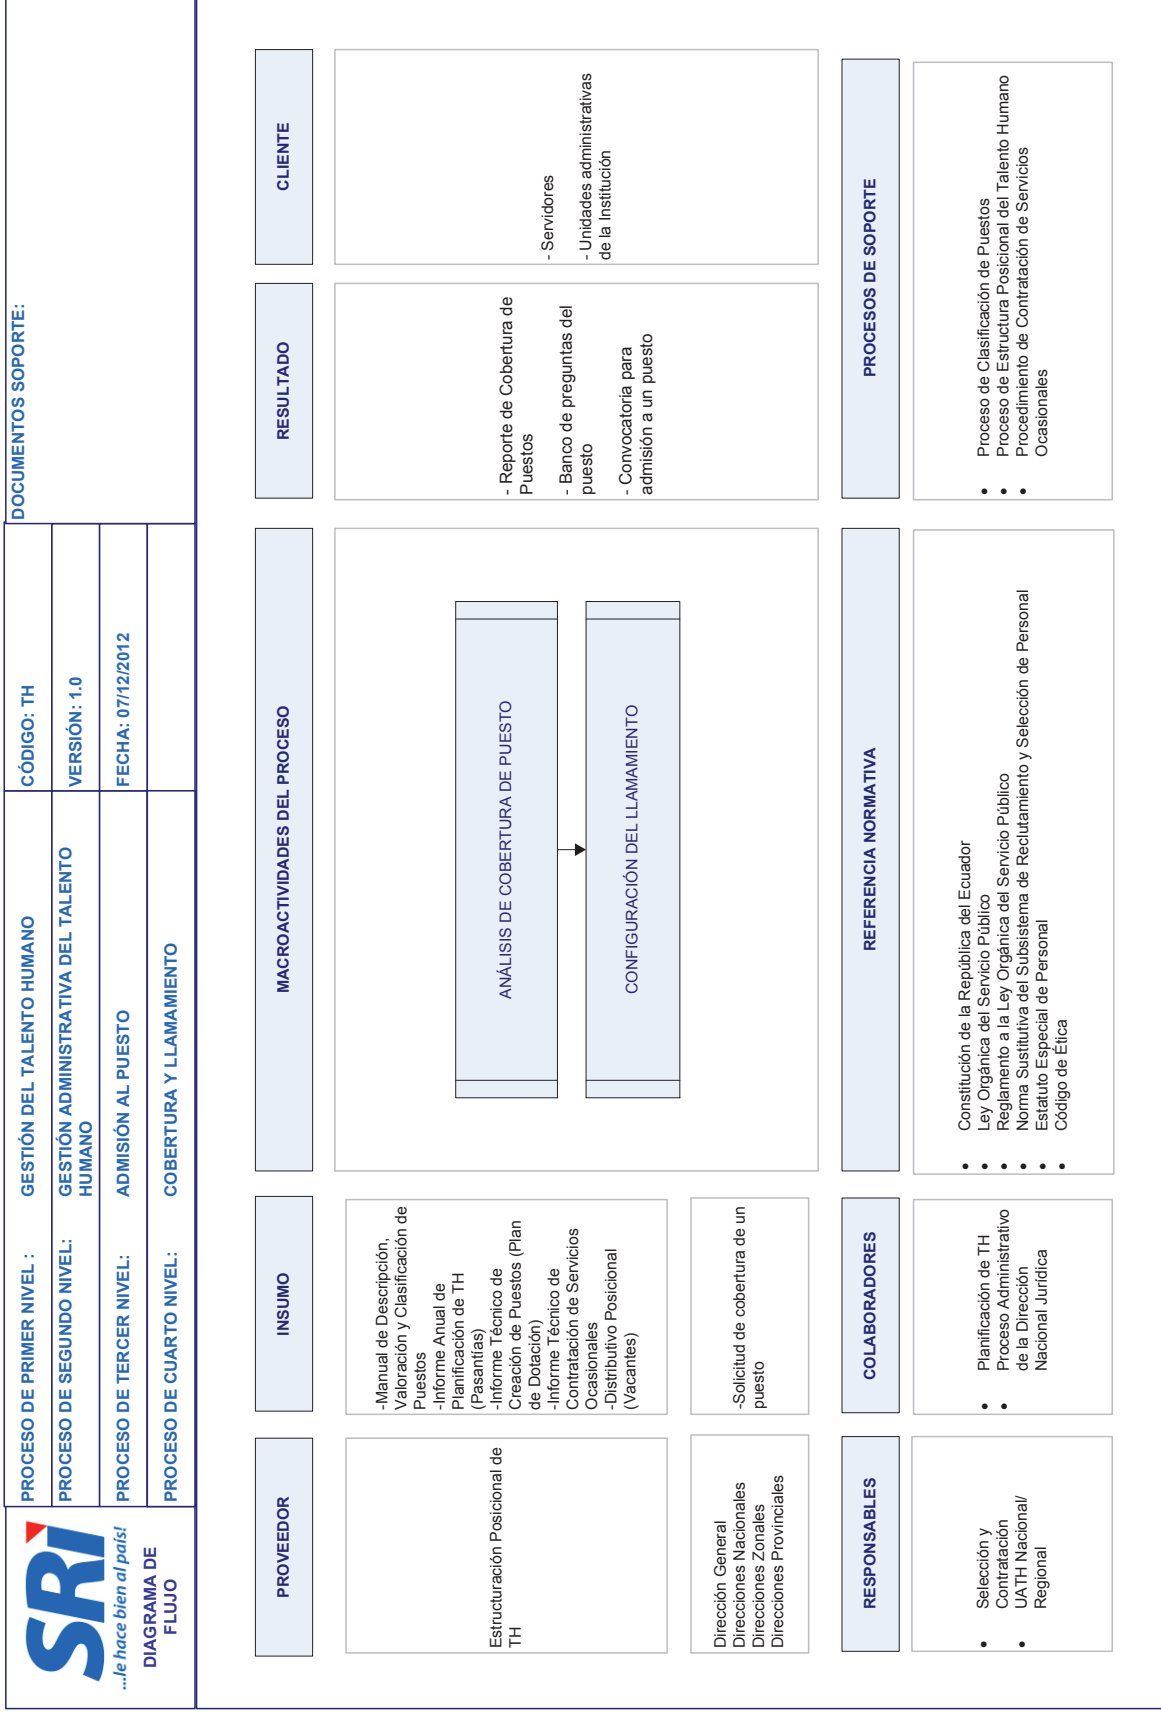 SRi
...le hace bien al país!
DIAGRAMA DE
FLUJO
PROCESO DE PRIMER NIVEL :
GESTIÓN DEL TALENTO HUMANO
CÓDIGO: TH
DOCUMENTOS SOPORTE:
PROCESO DE SEGUNDO NIVEL:
GESTIÓN ADMINISTRATIVA DEL TALENTO
HUMANO
VERSIÓN: 1.0
PROCESO DE TERCER NIVEL:
ADMISIÓN AL PUESTO
FECHA: 07/12/2012
PROCESO DE CUARTO NIVEL:
COBERTURA Y LLAMAMIENTO
PROVEEDOR
INSUMO
MACROACTIVIDADES DEL PROCESO
RESULTADO
CLIENTE
Estructuración Posicional de
TH
-Manual de Descripción,
Valoración y Clasificación de
Puestos
-Informe Anual de
Planificación de TH
(Pasantías)
-Informe Técnico de
Creación de Puestos (Plan
de Dotación)
-Informe Técnico de
Contratación de Servicios
Ocasionales
-Distributivo Posicional
(Vacantes)
ANÁLISIS DE COBERTURA DE PUESTO
CONFIGURACIÓN DEL LLAMAMIENTO
- Reporte de Cobertura de
Puestos
- Banco de preguntas del
puesto
- Convocatoria para
admisión a un puesto
- Servidores
- Unidades administrativas
de la Institución
Dirección General
Direcciones Nacionales
Direcciones Zonales
Direcciones Provinciales
-Solicitud de cobertura de un
puesto
RESPONSABLES
COLABORADORES
REFERENCIA NORMATIVA
PROCESOS DE SOPORTE
• Selección y
Contratación
• UATH Nacional/
Regional
• Planificación de TH
• Proceso Administrativo
de la Dirección
Nacional Jurídica
• Constitución de la República del Ecuador
• Ley Orgánica del Servicio Público
• Reglamento a la Ley Orgánica del Servicio Público
• Norma Sustitutiva del Subsistema de Reclutamiento y Selección de Personal
• Estatuto Especial de Personal
• Código de Ética
• Proceso de Clasificación de Puestos
• Proceso de Estructura Posicional del Talento Humano
• Procedimiento de Contratación de Servicios
Ocasionales